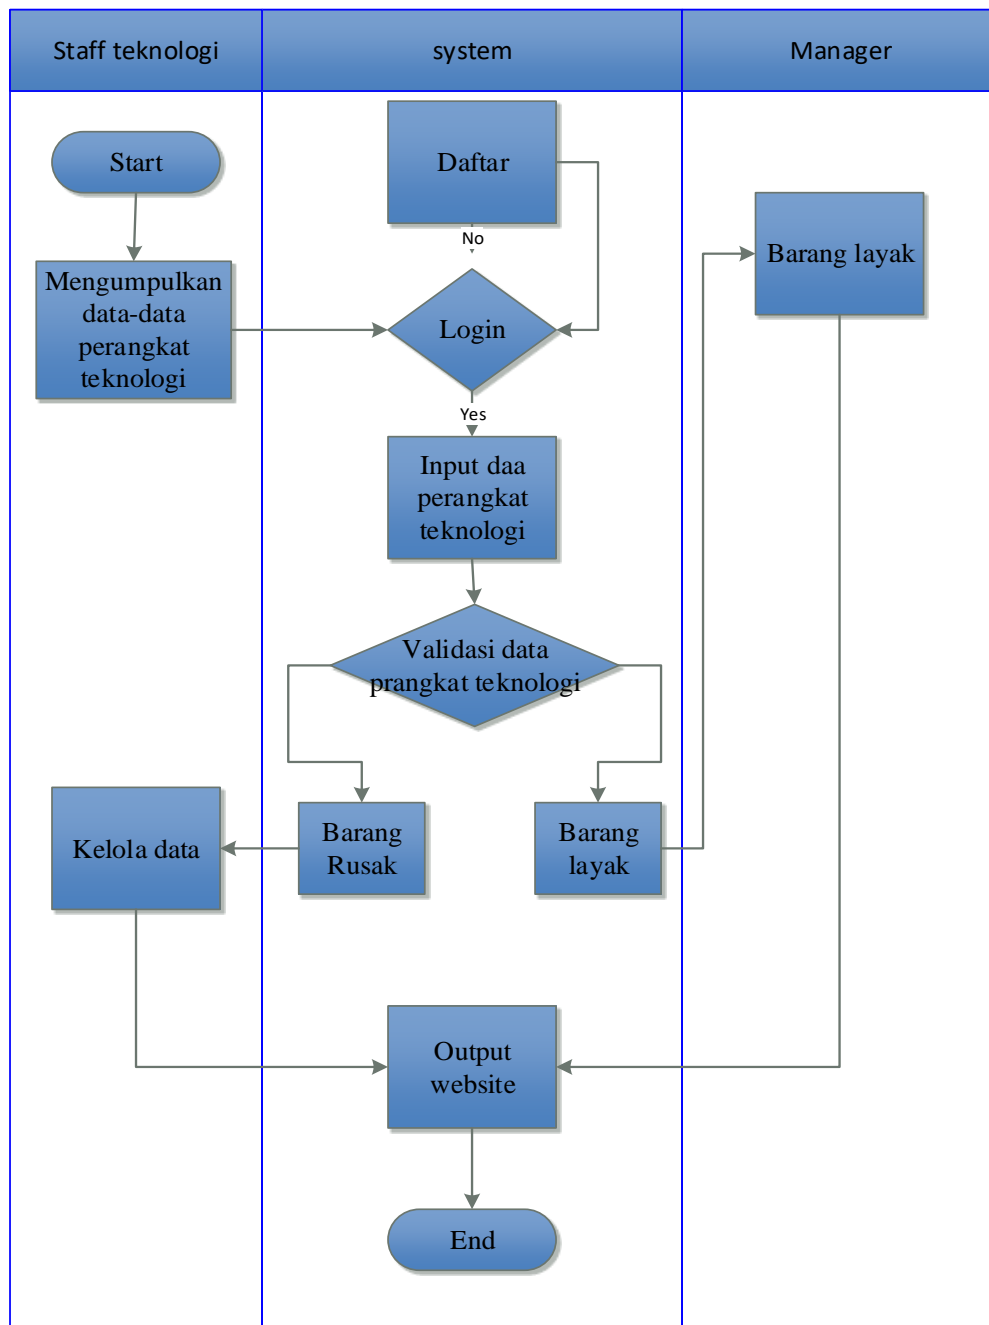 Staff teknologi
system
Manager
Start
Daftar
Barang layak
No
Mengumpulkan
data-data
perangkat
teknologi
Login
Yes
Input daa
perangkat
teknologi
Validasi data
prangkat teknologi
Kelola data
Barang
Rusak
Barang
layak
Output
website
End